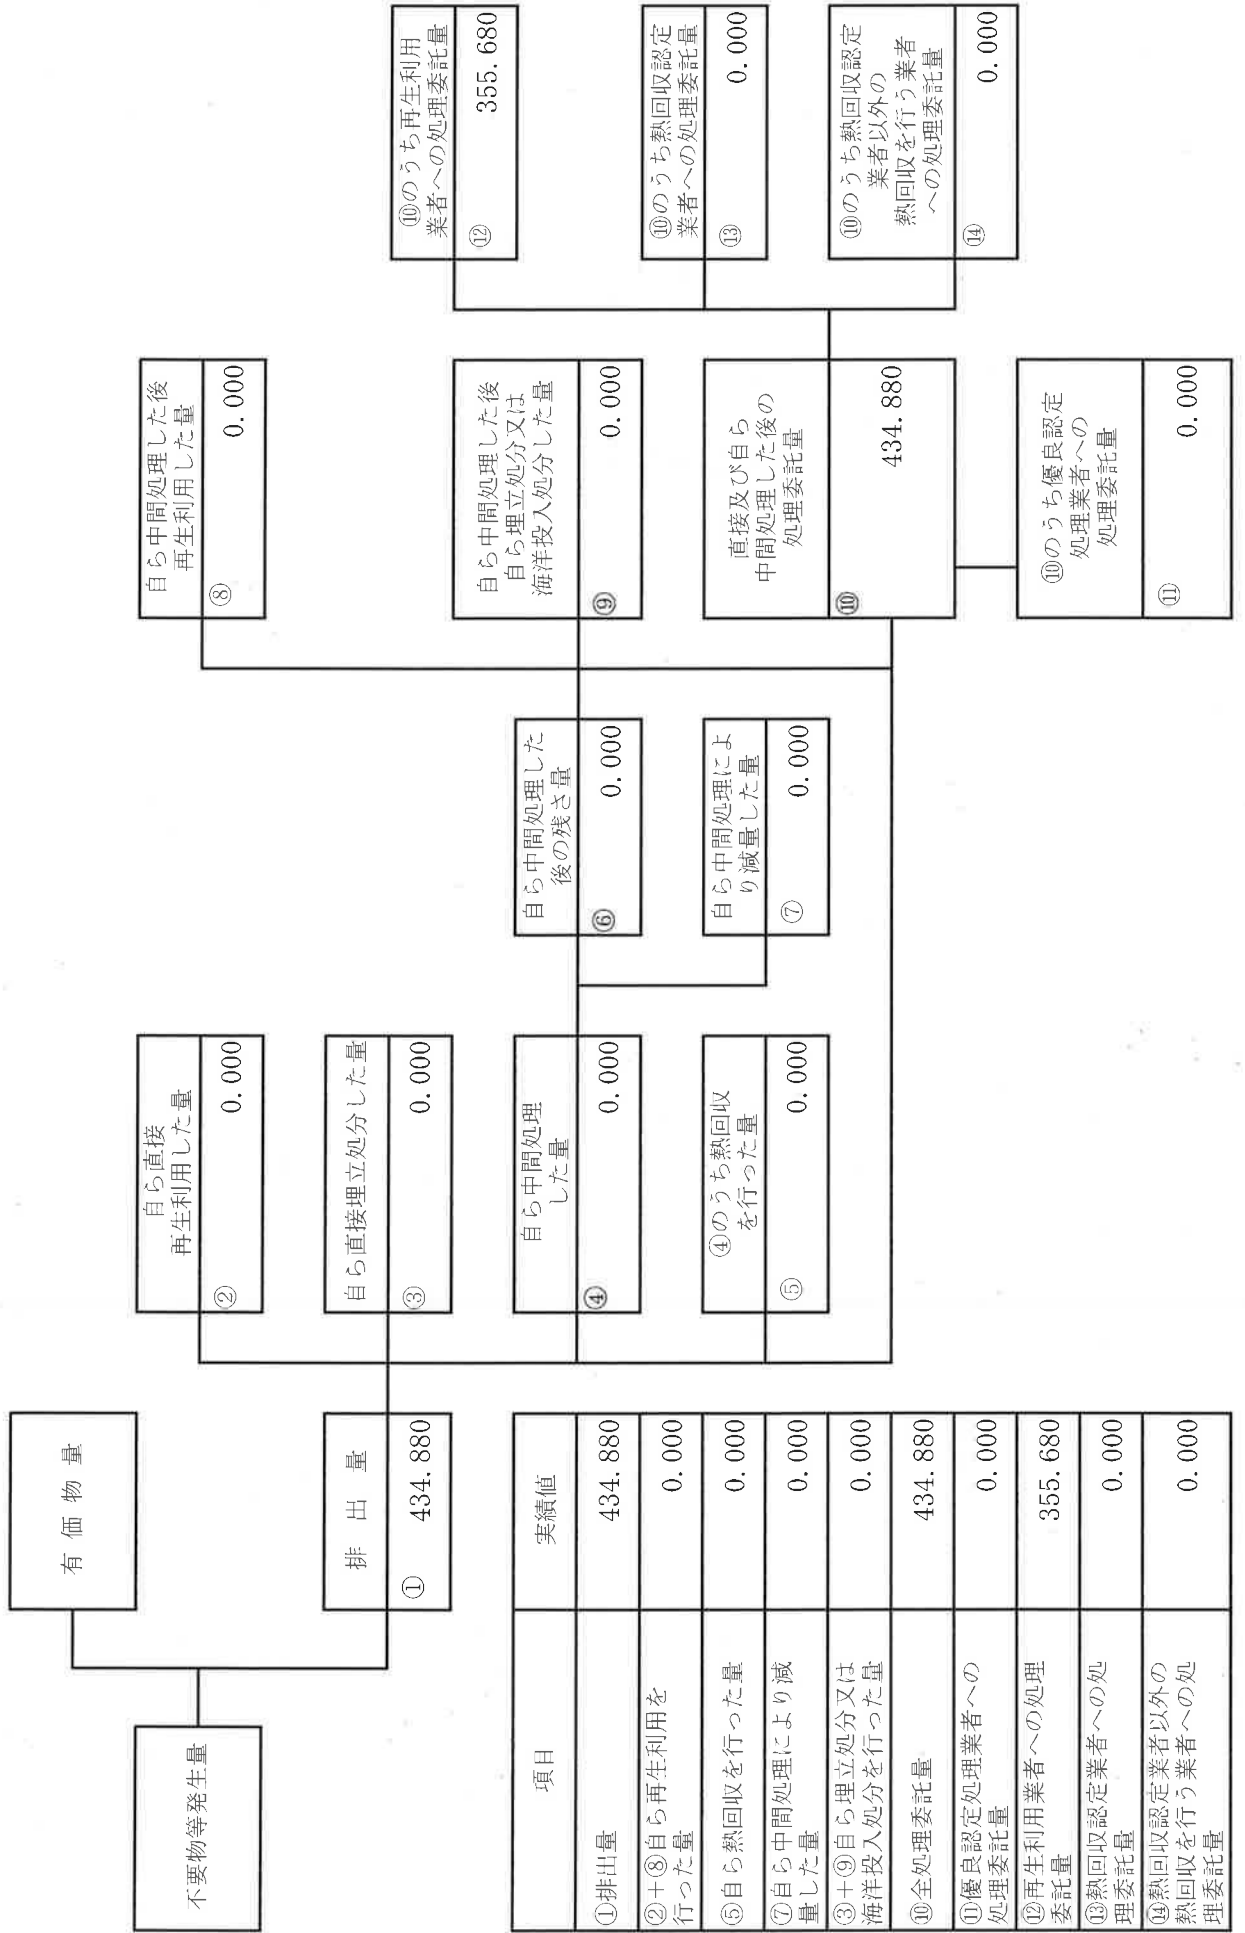 不要物等発生量
有価物量
排出量
① 434.880
自ら直接
再生利用した量
② 0.000
自ら直接埋立処分した量
③ 0.000
自ら中間処理
した量
④ 0.000
④のうち熱回収
を行った量
⑤ 0.000
自ら中間処理した
後の残さ量
⑥ 0.000
自ら中間処理によ
り減量した量
⑦ 0.000
自ら中間処理した後
再生利用した量
⑧ 0.000
自ら中間処理した後
自ら埋立処分又は
海洋投入処分した量
⑨ 0.000
直接及び自ら
中間処理した後の
処理委託量
⑩ 434.880
⑩のうち優良認定
処理業者への
処理委託量
⑪ 0.000
⑩のうち再生利用
業者への処理委託量
⑫ 355.680
⑩のうち熱回収認定
業者への処理委託量
⑬ 0.000
⑩のうち熱回収認定
業者以外の
熱回収を行う業者
への処理委託量
⑭ 0.000
項目 実績値
①排出量 434.880
②+⑧自ら再生利用を
行った量 0.000
⑤自ら熱回収を行った量 0.000
⑦自ら中間処理により減
量した量 0.000
③+⑨自ら埋立処分又は
海洋投入処分を行った量 0.000
⑩全処理委託量 434.880
⑪優良認定処理業者への
処理委託量 0.000
⑫再生利用業者への処理
委託量 355.680
⑬熱回収認定業者への処
理委託量 0.000
⑭熱回収認定業者以外の
熱回収を行う業者への処
理委託量 0.000